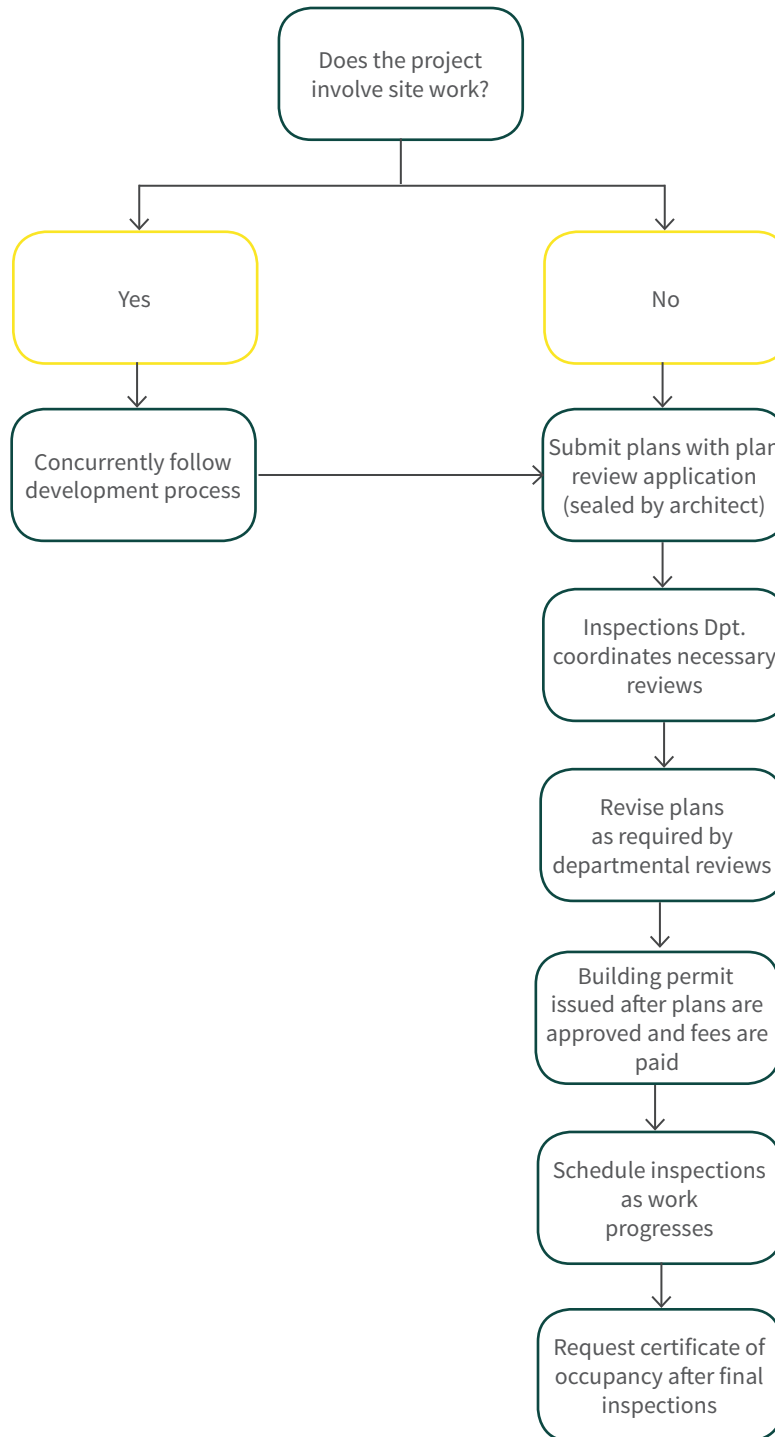 Does the project
involve site work?
Yes
No
Concurrently follow
development process
Submit plans with plan
review application
(sealed by architect)
Inspections Dpt.
coordinates necessary
reviews
Revise plans
as required by
departmental reviews
Building permit
issued after plans are
approved and fees are
paid
Schedule inspections
as work
progresses
Request certificate of
occupancy after final
inspections